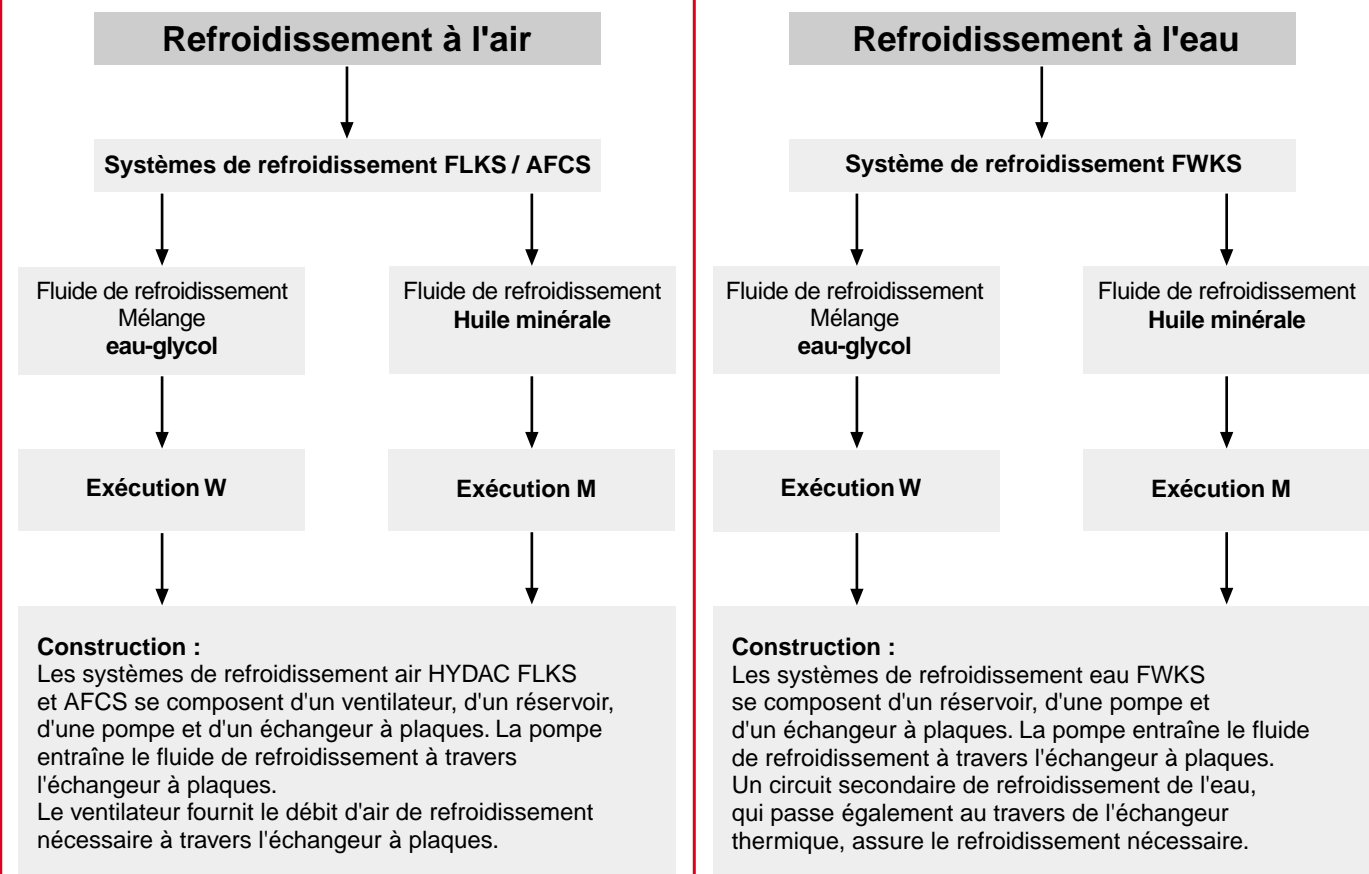 Refroidissement à l'air
Systèmes de refroidissement FLKS / AFCS
Fluide de refroidissement
Mélange
eau-glycol
Fluide de refroidissement
Huile minérale
Exécution W
Exécution M
Construction :
Les systèmes de refroidissement air HYDAC FLKS
et AFCS se composent d'un ventilateur, d'un réservoir,
d'une pompe et d'un échangeur à plaques. La pompe
entraîne le fluide de refroidissement à travers
l'échangeur à plaques.
Le ventilateur fournit le débit d'air de refroidissement
nécessaire à travers l'échangeur à plaques.
Refroidissement à l'eau
Système de refroidissement FWKS
Fluide de refroidissement
Mélange
eau-glycol
Fluide de refroidissement
Huile minérale
Exécution W
Exécution M
Construction :
Les systèmes de refroidissement eau FWKS
se composent d'un réservoir, d'une pompe et
d'un échangeur à plaques. La pompe entraîne le fluide
de refroidissement à travers l'échangeur à plaques.
Un circuit secondaire de refroidissement de l'eau,
qui passe également au travers de l'échangeur
thermique, assure le refroidissement nécessaire.